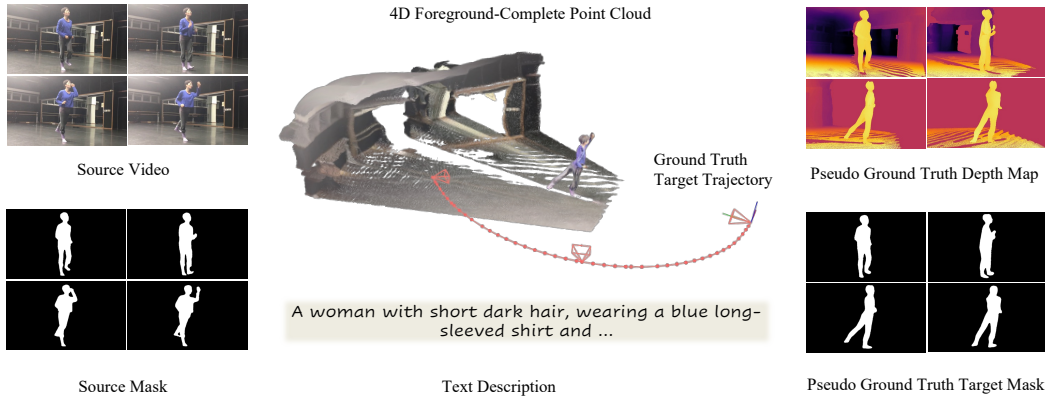 4D Foreground-Complete Point Cloud
Source Video
Ground Truth
Target Trajectory
Pseudo Ground Truth Depth Map
A woman with short dark hair, wearing a blue long-
sleeved shirt and ...
Source Mask
Text Description
Pseudo Ground Truth Target Mask